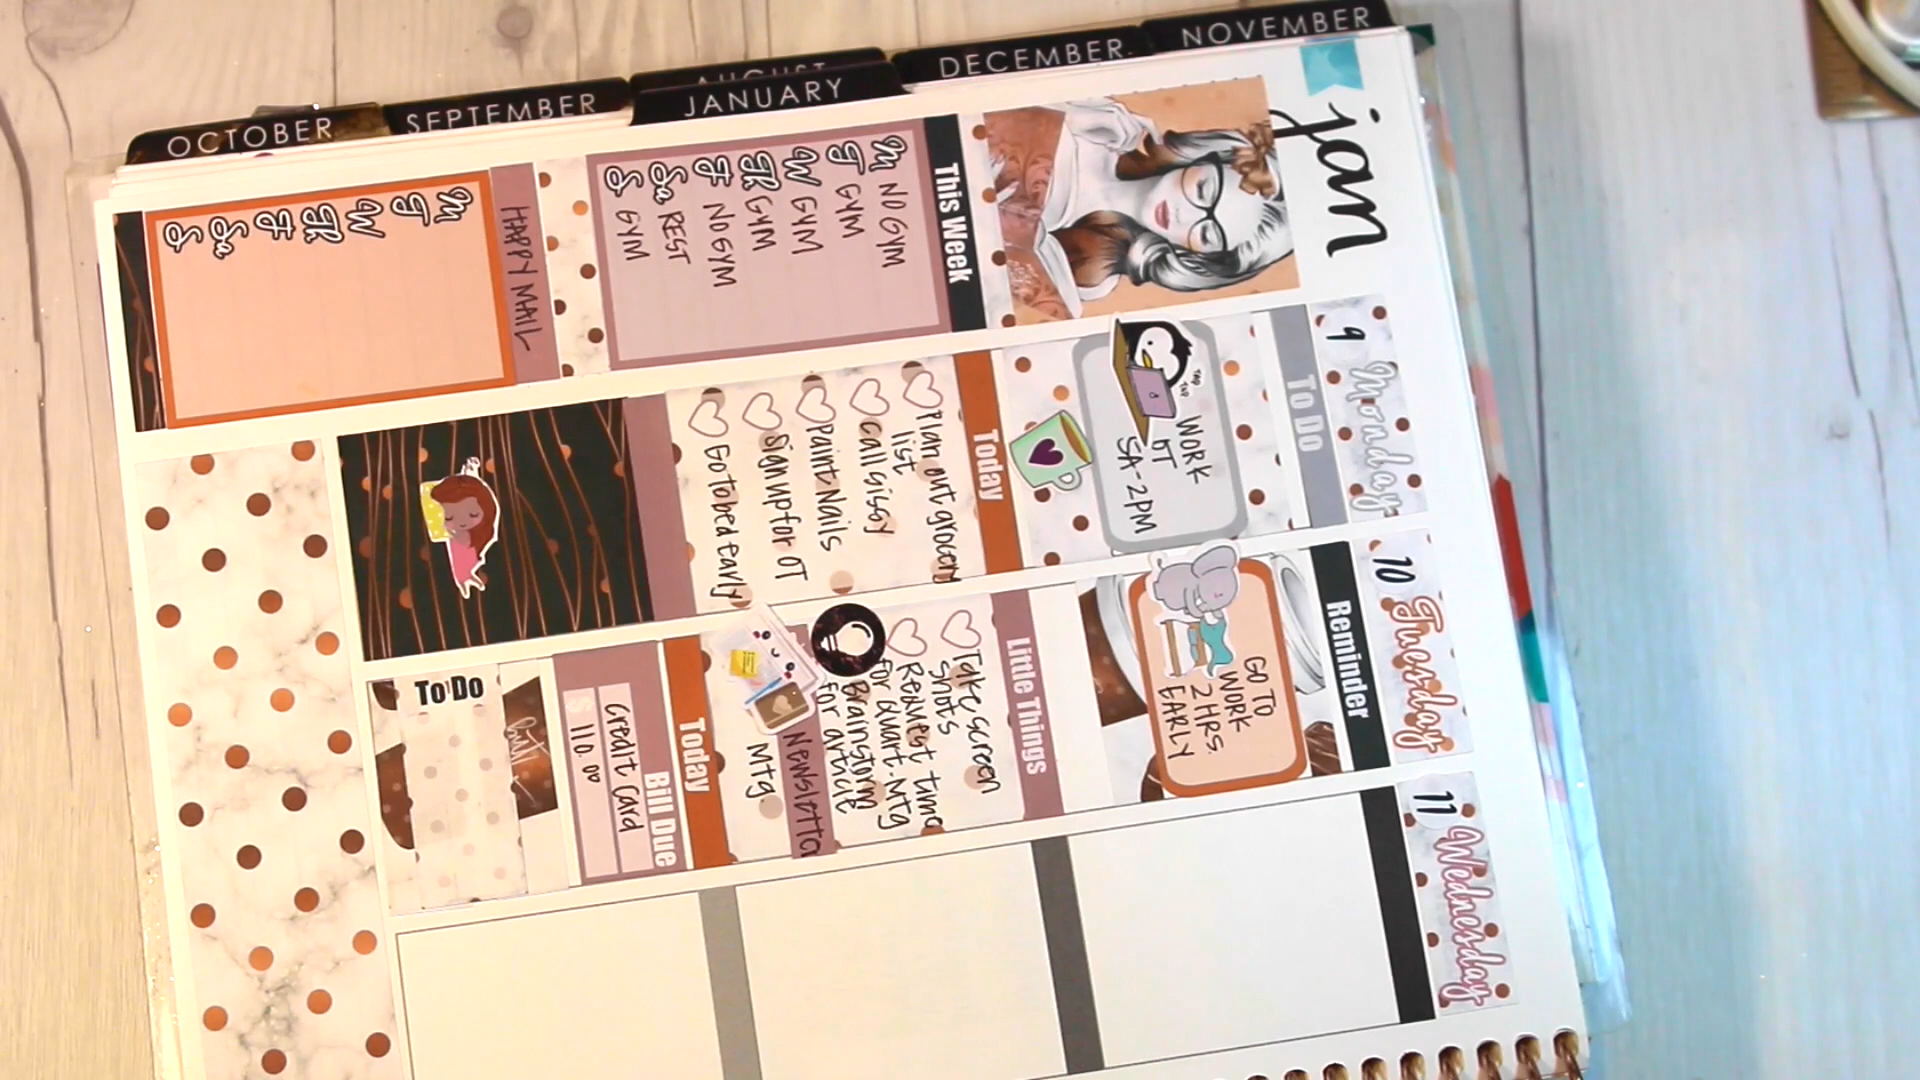 OCTOBER
SEPTEMBER
AUGUST
JANUARY
DECEMBER
NOVEMBER
jan
This Week
M NO GYM
T GYM
W GYM
TR GYM
F NO GYM
Sa REST
S GYM
HAPPY MAIL
M
T
W
TR
F
Sa
S
9 Monday
To Do
TAP
TAP
WORK
OT
5A-2PM
Today
Plan out grocery
list
Call Sissy
Paint Nails
Sign up for OT
Go to bed early
10 Tuesday
Reminder
GO TO
WORK
2 HRS.
EARLY
Little Things
Take screen
shots
Request time
for quart. Mtg
Brainstorm
for article
Newsletter
Mtg.
Today
Bill Due
Credit Card
$ 110.00
To Do
11 Wednesday